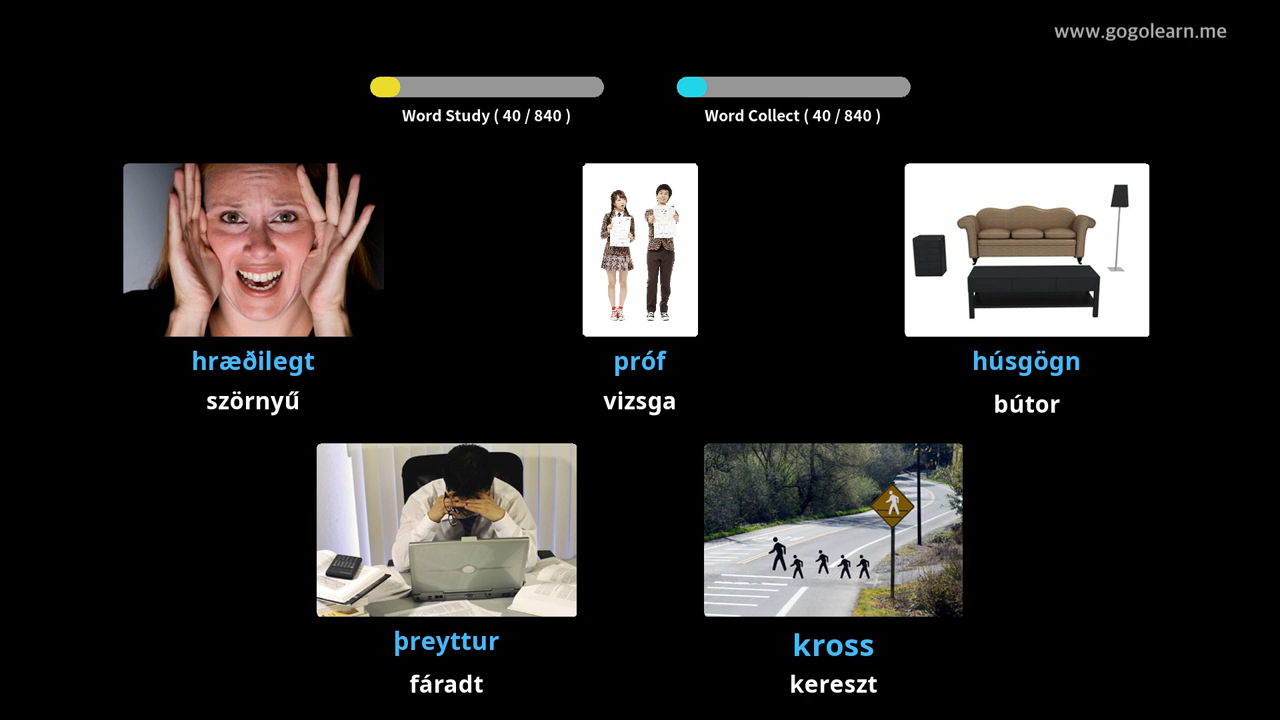 www.gogolearn.me
Word Study ( 40 / 840 )
Word Collect ( 40 / 840 )
hræðilegt
szörnyű
próf
vizsga
húsgögn
bútor
þreyttur
fáradt
kross
kereszt